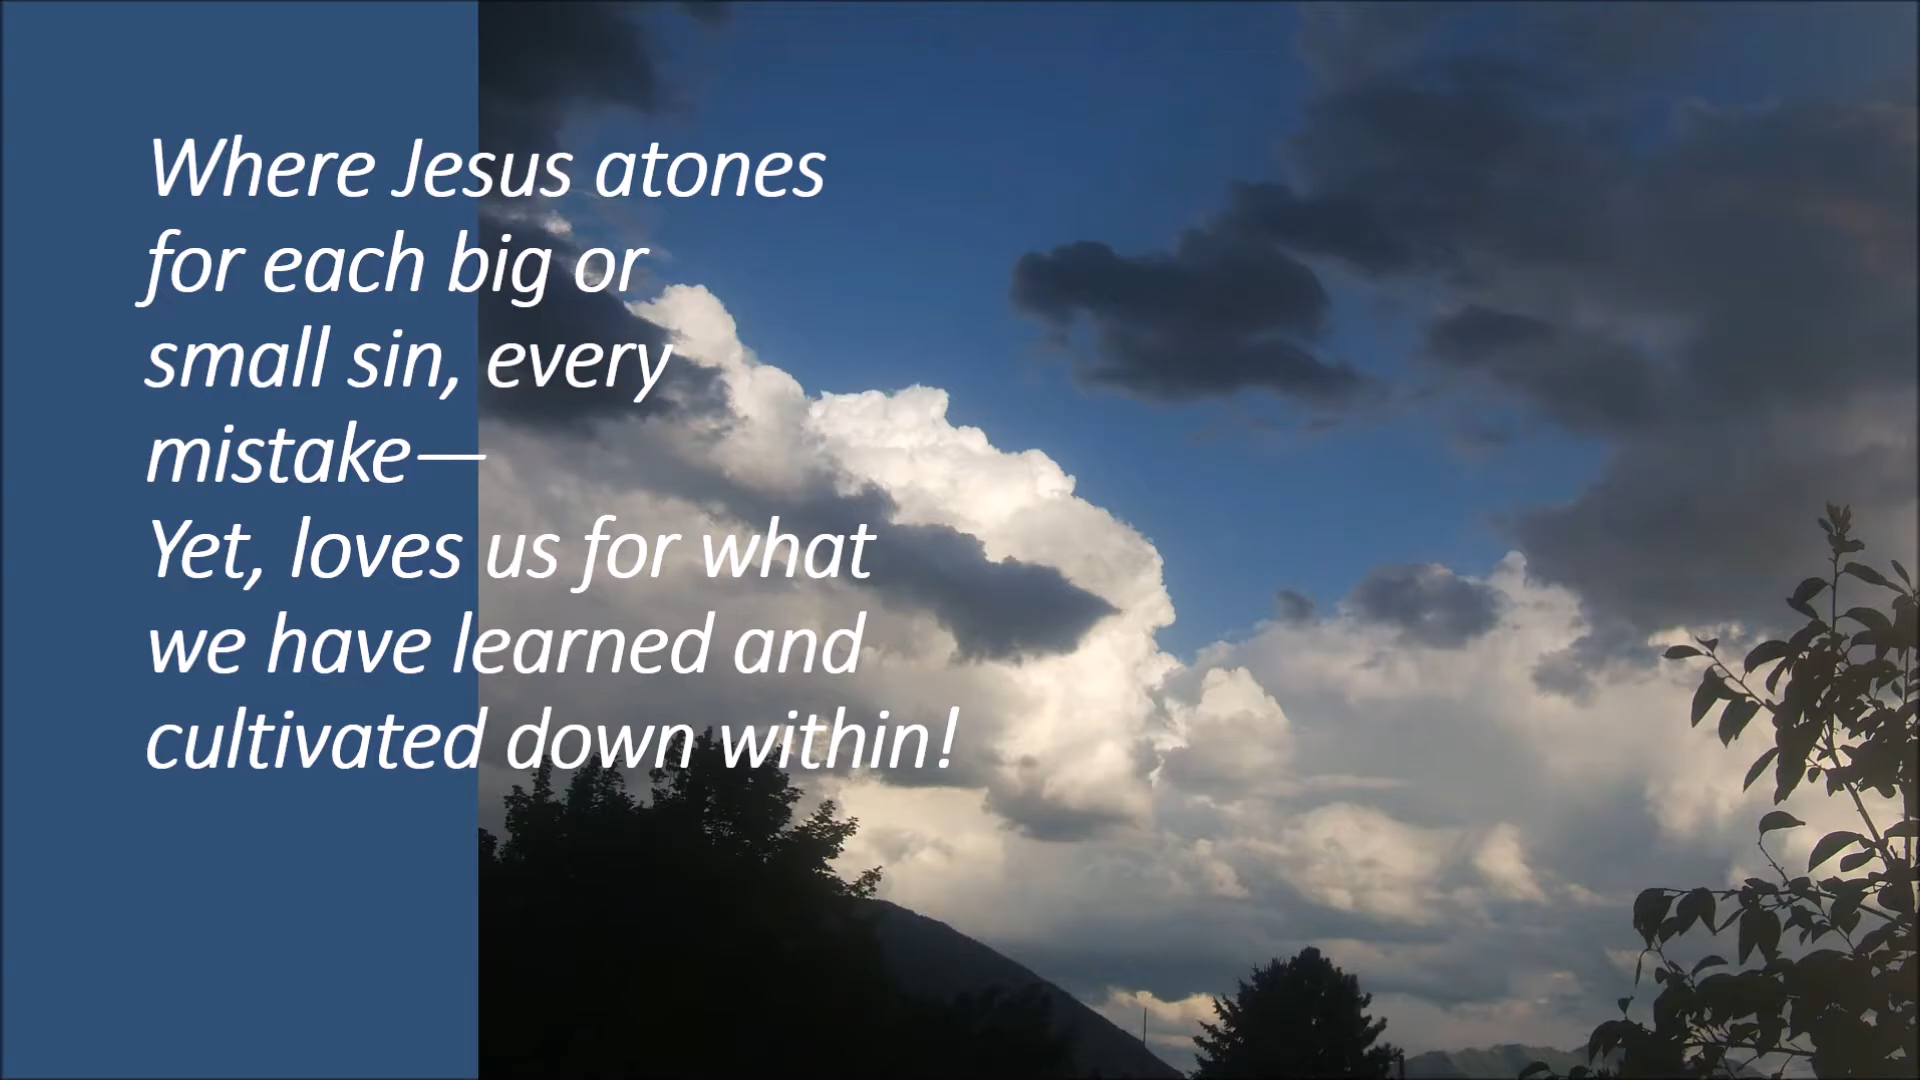 Where Jesus atones
for each big or
small sin, every
mistake—
Yet, loves us for what
we have learned and
cultivated down within!